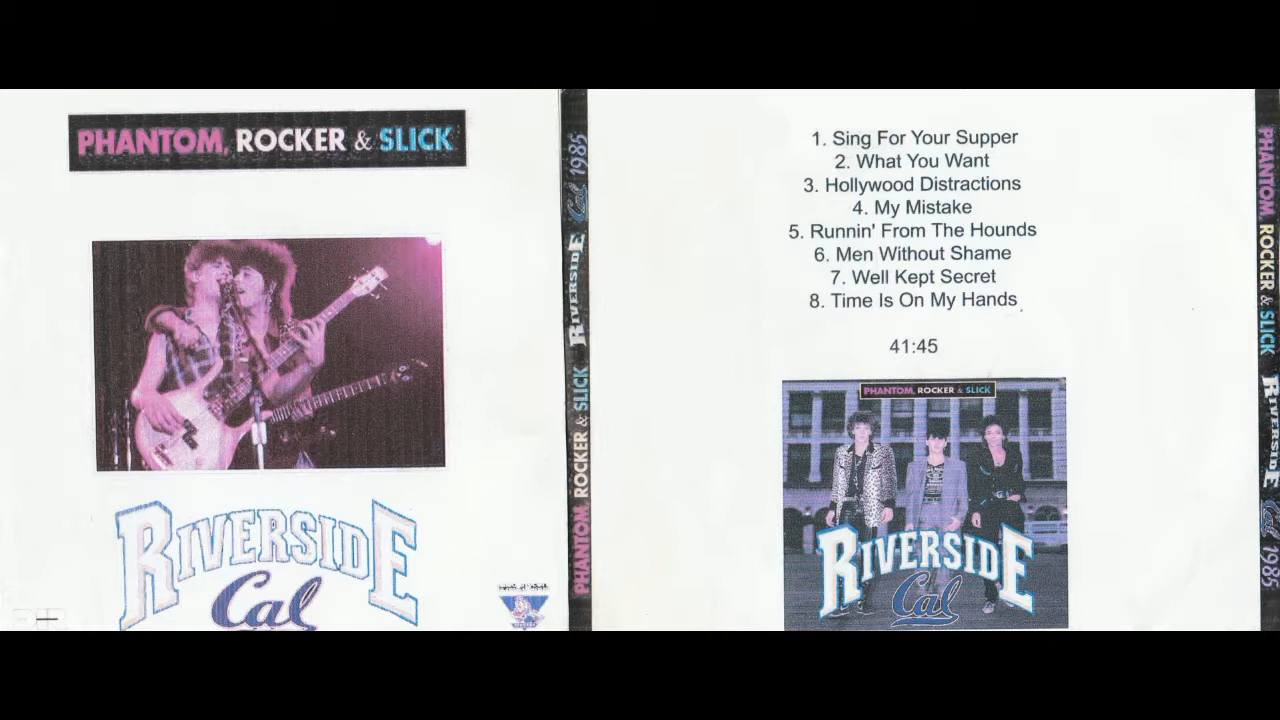 PHANTOM, ROCKER & SLICK
RIVERSIDE
Cal
PHANTOM, ROCKER & SLICK RIVERSIDE Cal 1985
1. Sing For Your Supper
2. What You Want
3. Hollywood Distractions
4. My Mistake
5. Runnin' From The Hounds
6. Men Without Shame
7. Well Kept Secret
8. Time Is On My Hands
41:45
PHANTOM, ROCKER & SLICK
RIVERSIDE
Cal
PHANTOM, ROCKER & SLICK RIVERSIDE Cal 1985